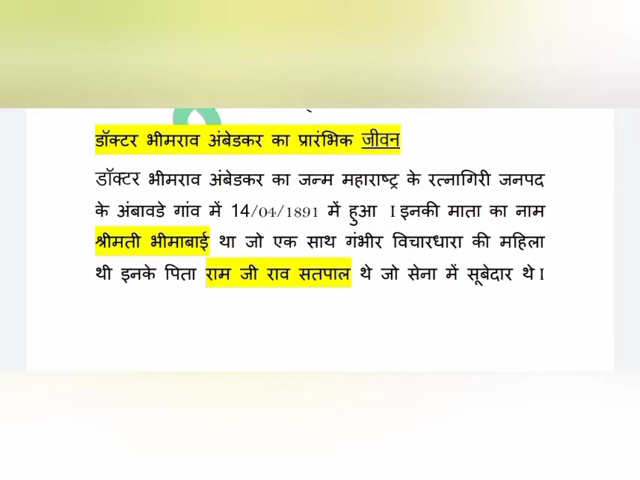 डॉक्टर भीमराव अंबेडकर का प्रारंभिक जीवन
डॉक्टर भीमराव अंबेडकर का जन्म महाराष्ट्र के रत्नागिरी जनपद
के अंबावडे गांव में 14/04/1891 में हुआ I इनकी माता का नाम
श्रीमती भीमाबाई था जो एक साथ गंभीर विचारधारा की महिला
थी इनके पिता राम जी राव सतपाल थे जो सेना में सूबेदार थे I